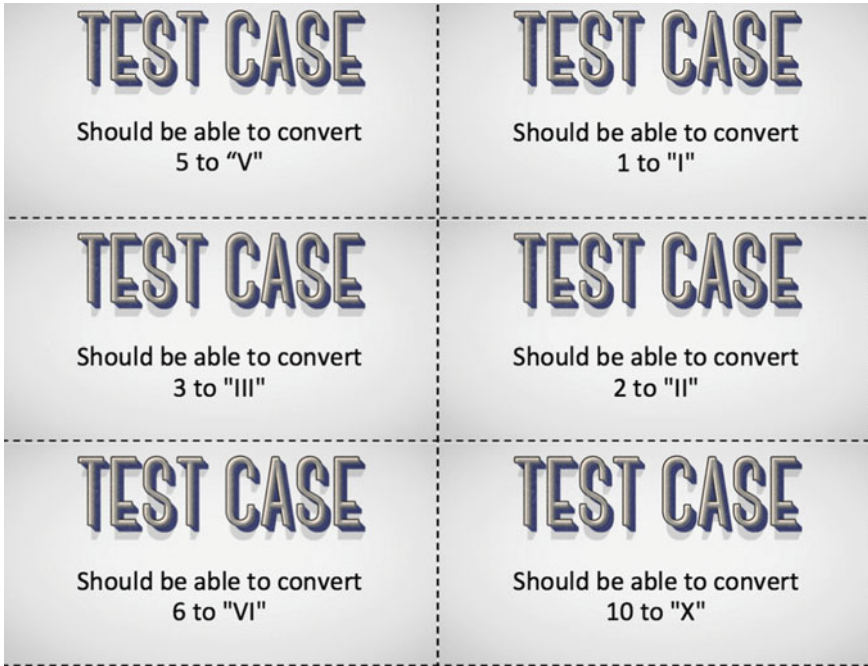 TEST CASE
Should be able to convert
5 to “V"
TEST CASE
Should be able to convert
1 to "I"
TEST CASE
Should be able to convert
3 to "III"
TEST CASE
Should be able to convert
2 to "II"
TEST CASE
Should be able to convert
6 to "VI"
TEST CASE
Should be able to convert
10 to "X"